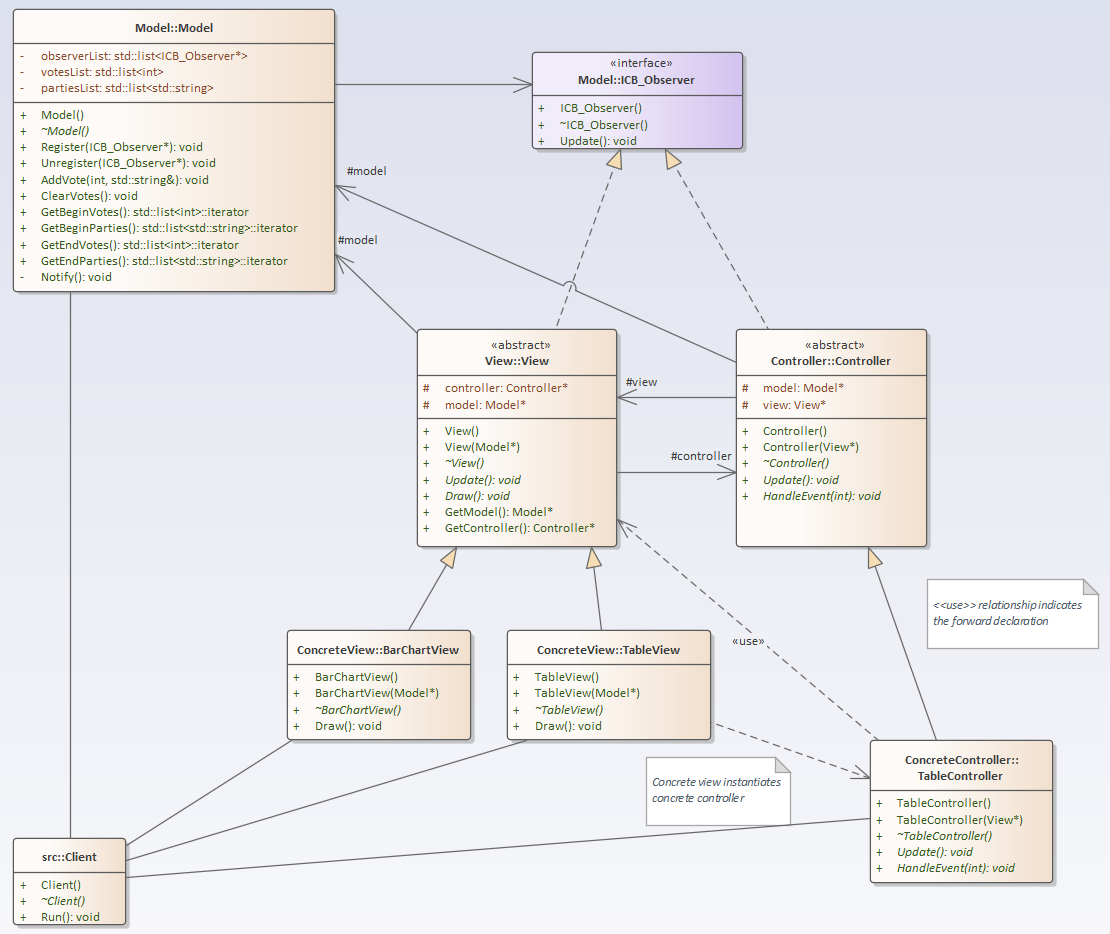 Model::Model
- observerList: std::list<ICB_Observer*>
- votesList: std::list<int>
- partiesList: std::list<std::string>
+ Model()
+ ~Model()
+ Register(ICB_Observer*): void
+ Unregister(ICB_Observer*): void
+ AddVote(int, std::string&): void
+ ClearVotes(): void
+ GetBeginVotes(): std::list<int>::iterator
+ GetBeginParties(): std::list<std::string>::iterator
+ GetEndVotes(): std::list<int>::iterator
+ GetEndParties(): std::list<std::string>::iterator
- Notify(): void
«interface»
Model::ICB_Observer
+ ICB_Observer()
+ ~ICB_Observer()
+ Update(): void
#model
#model
«abstract»
View::View
# controller: Controller*
# model: Model*
+ View()
+ View(Model*)
+ ~View()
+ Update(): void
+ Draw(): void
+ GetModel(): Model*
+ GetController(): Controller*
#view
#controller
«abstract»
Controller::Controller
# model: Model*
# view: View*
+ Controller()
+ Controller(View*)
+ ~Controller()
+ Update(): void
+ HandleEvent(int): void
<<use>> relationship indicates
the forward declaration
«use»
ConcreteView::BarChartView
+ BarChartView()
+ BarChartView(Model*)
+ ~BarChartView()
+ Draw(): void
ConcreteView::TableView
+ TableView()
+ TableView(Model*)
+ ~TableView()
+ Draw(): void
Concrete view instantiates
concrete controller
ConcreteController::
TableController
+ TableController()
+ TableController(View*)
+ ~TableController()
+ Update(): void
+ HandleEvent(int): void
src::Client
+ Client()
+ ~Client()
+ Run(): void